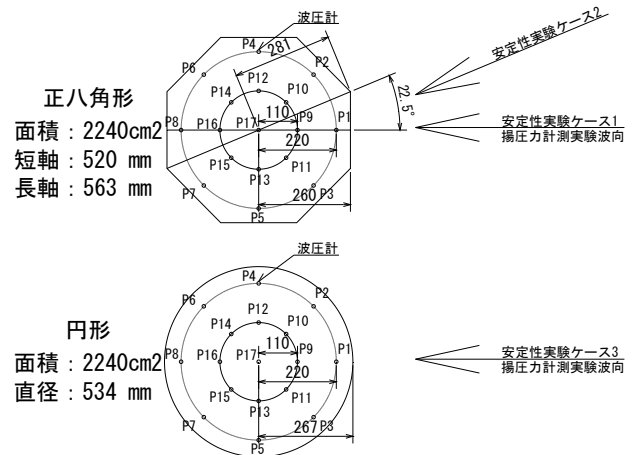 波圧計
安定性実験ケース2
P4
281
P6
P2
P12
22.5°
正八角形
P14
P10
110
面積：2240cm2
P8
P16
P17
P9
P1
安定性実験ケース1
揚圧力計測実験波向
短軸：520 mm
220
P15
P11
長軸：563 mm
P13
260
P7
P3
P5
波圧計
P4
P6
P2
P12
円形
P14
P10
110
面積：2240cm2
P8
P16
P17
P9
P1
安定性実験ケース3
揚圧力計測実験波向
直径：534 mm
220
P15
P11
P13
P7
267
P3
P5